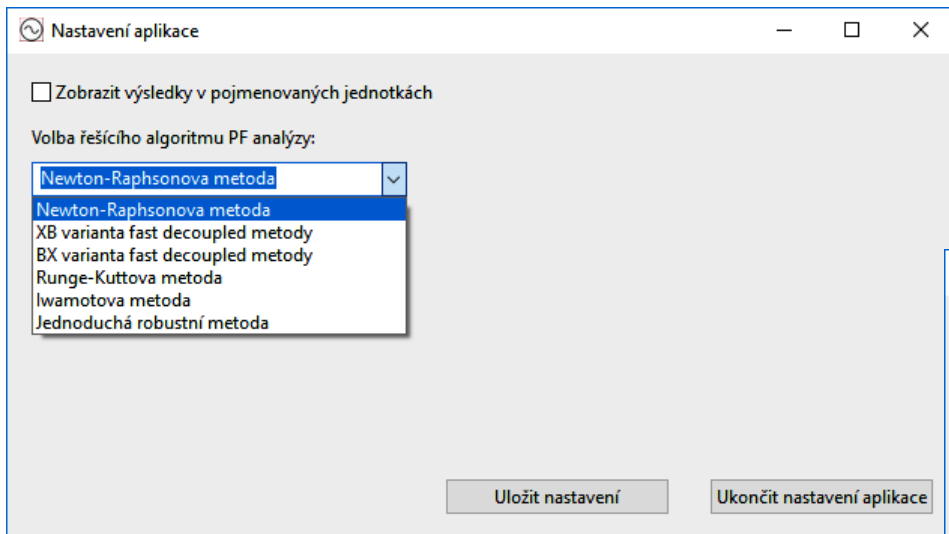 Nastavení aplikace
Zobrazit výsledky v pojmenovaných jednotkách
Volba řešícího algoritmu PF analýzy:
Newton-Raphsonova metoda
Newton-Raphsonova metoda
XB varianta fast decoupled metody
BX varianta fast decoupled metody
Runge-Kuttova metoda
Iwamotova metoda
Jednoduchá robustní metoda
Uložit nastavení
Ukončit nastavení aplikace